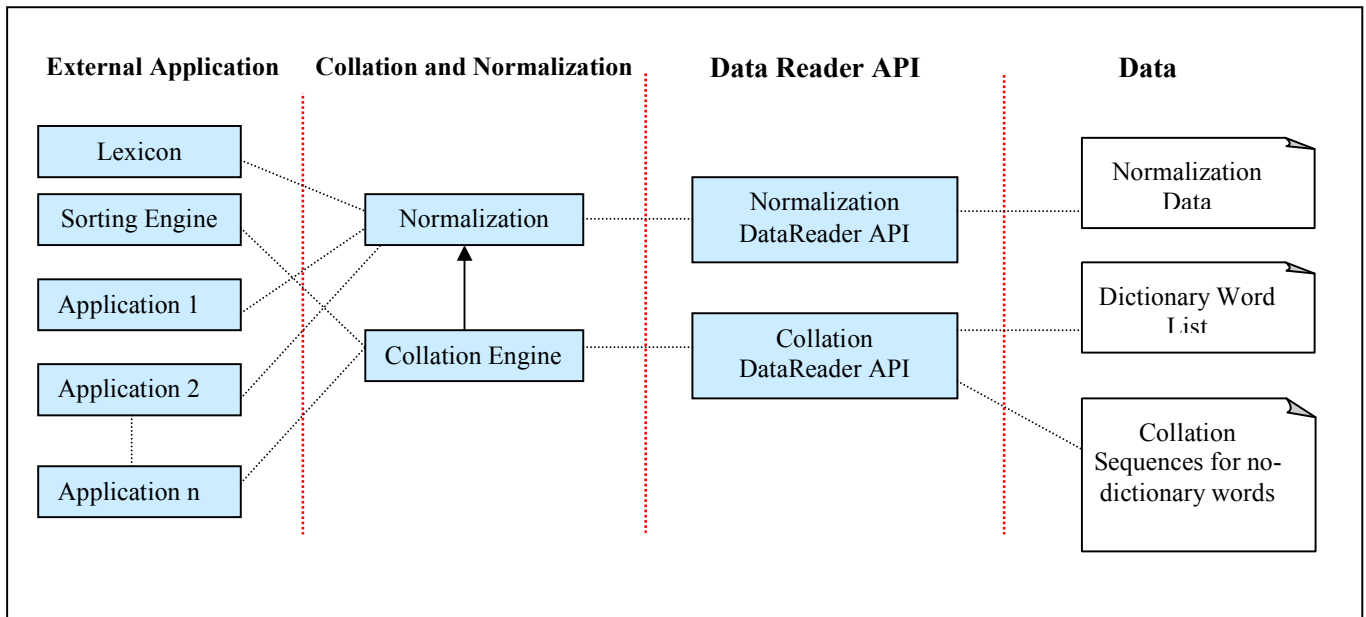 External Application
Collation and Normalization
Data Reader API
Data
Lexicon
Sorting Engine
Application 1
Application 2
Application n
Normalization
Collation Engine
Normalization
DataReader API
Collation
DataReader API
Normalization
Data
Dictionary Word
List
Collation
Sequences for no-
dictionary words